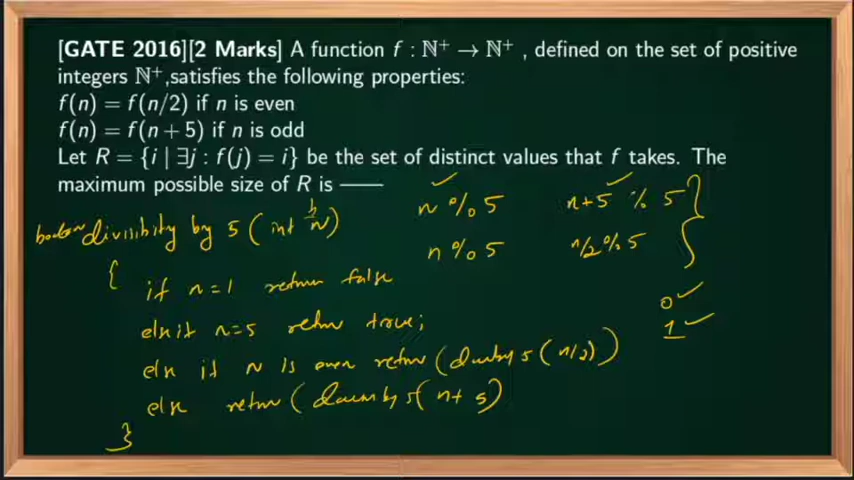 [GATE 2016][2 Marks] A function f : ℕ⁺ → ℕ⁺ , defined on the set of positive
integers ℕ⁺,satisfies the following properties:
f(n) = f(n/2) if n is even
f(n) = f(n + 5) if n is odd
Let R = {i | ∃j : f(j) = i} be the set of distinct values that f takes. The
maximum possible size of R is ——
n % 5 n+5 % 5
divisibility by 5 ( int n)
n % 5 n/2 % 5
{
if n=1 return false
0 ✓
else if n=5 return true;
1 ✓
else if n is even return ( (n/2))
else return ( ( n+ 5)
}